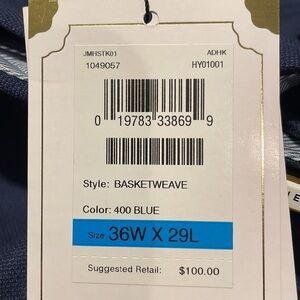 JMHSTK01 ADHK
1049057 HY01001
0 19783 33869 9
Style: BASKETWEAVE
Color: 400 BLUE
Size 36W X 29L
Suggested Retail: $100.00